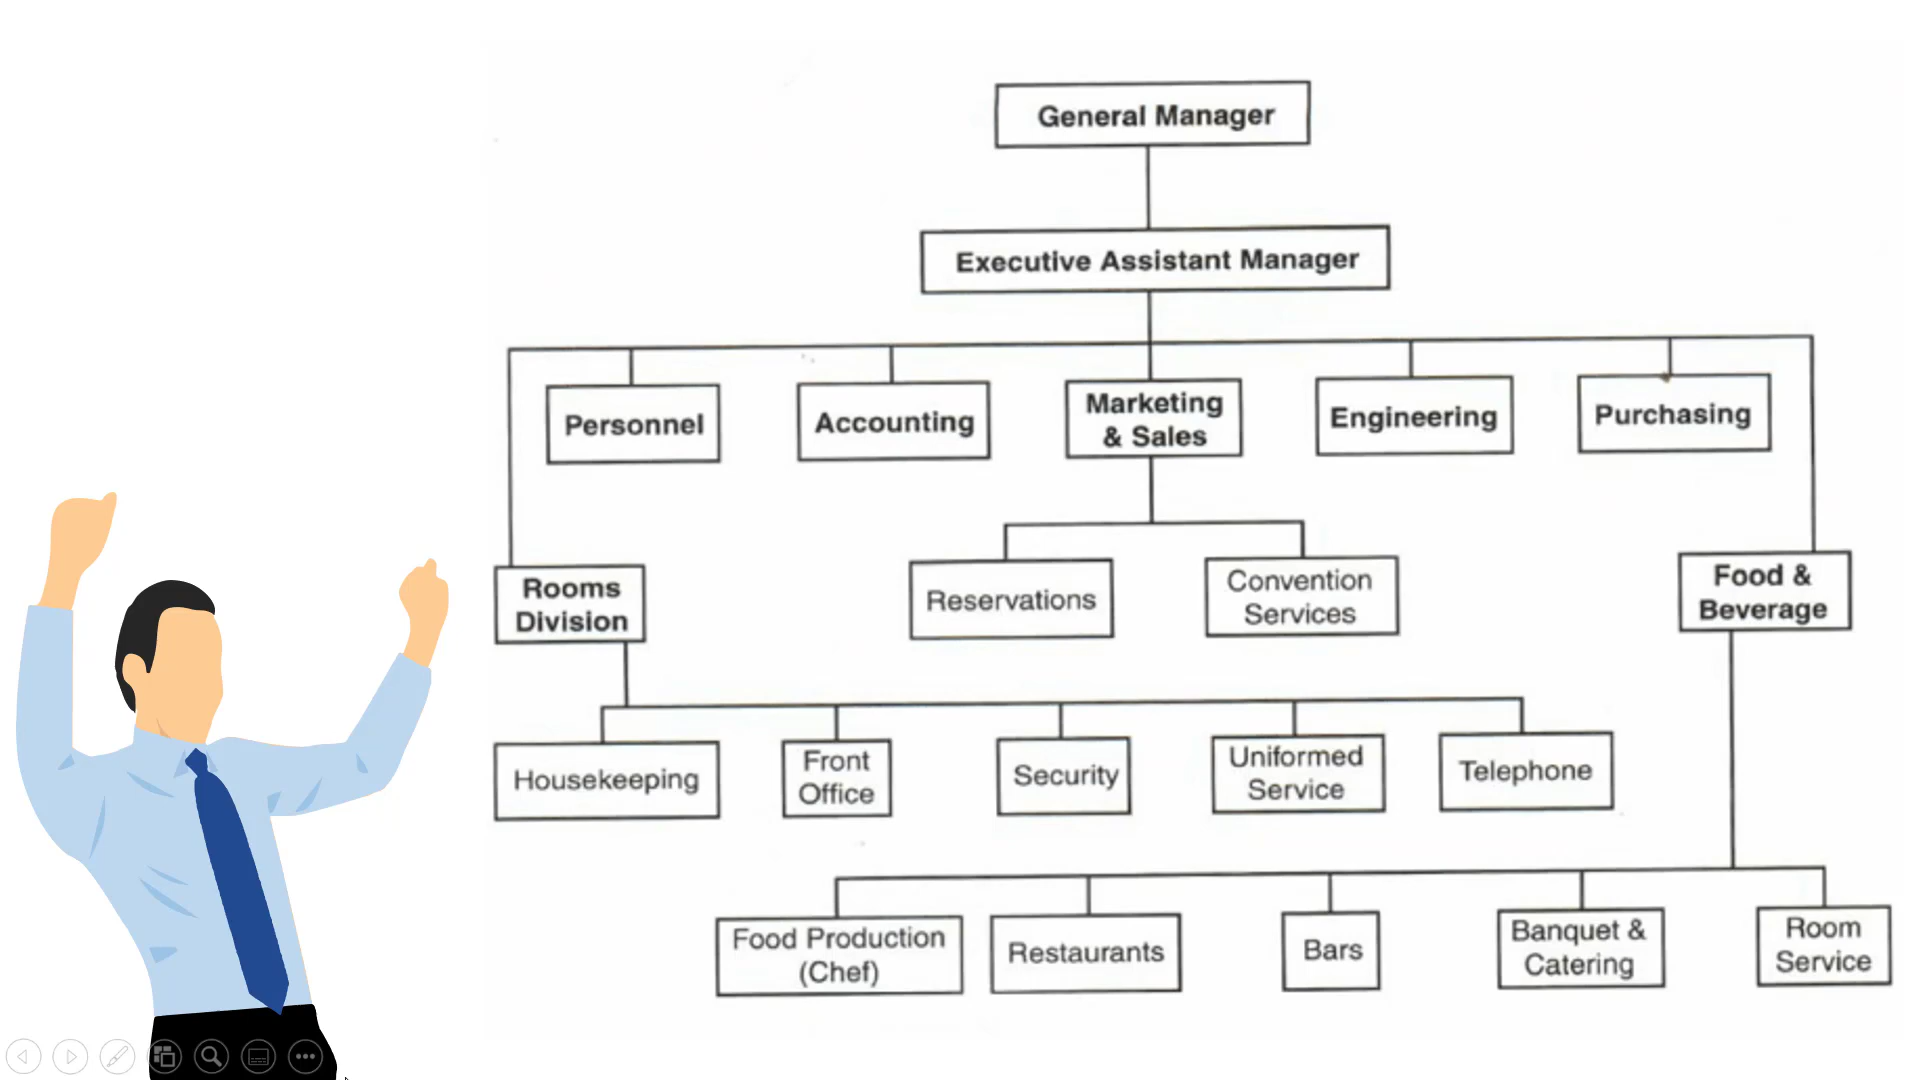 General Manager
Executive Assistant Manager
Personnel
Accounting
Marketing
& Sales
Engineering
Purchasing
Rooms
Division
Reservations
Convention
Services
Food &
Beverage
Housekeeping
Front
Office
Security
Uniformed
Service
Telephone
Food Production
(Chef)
Restaurants
Bars
Banquet &
Catering
Room
Service